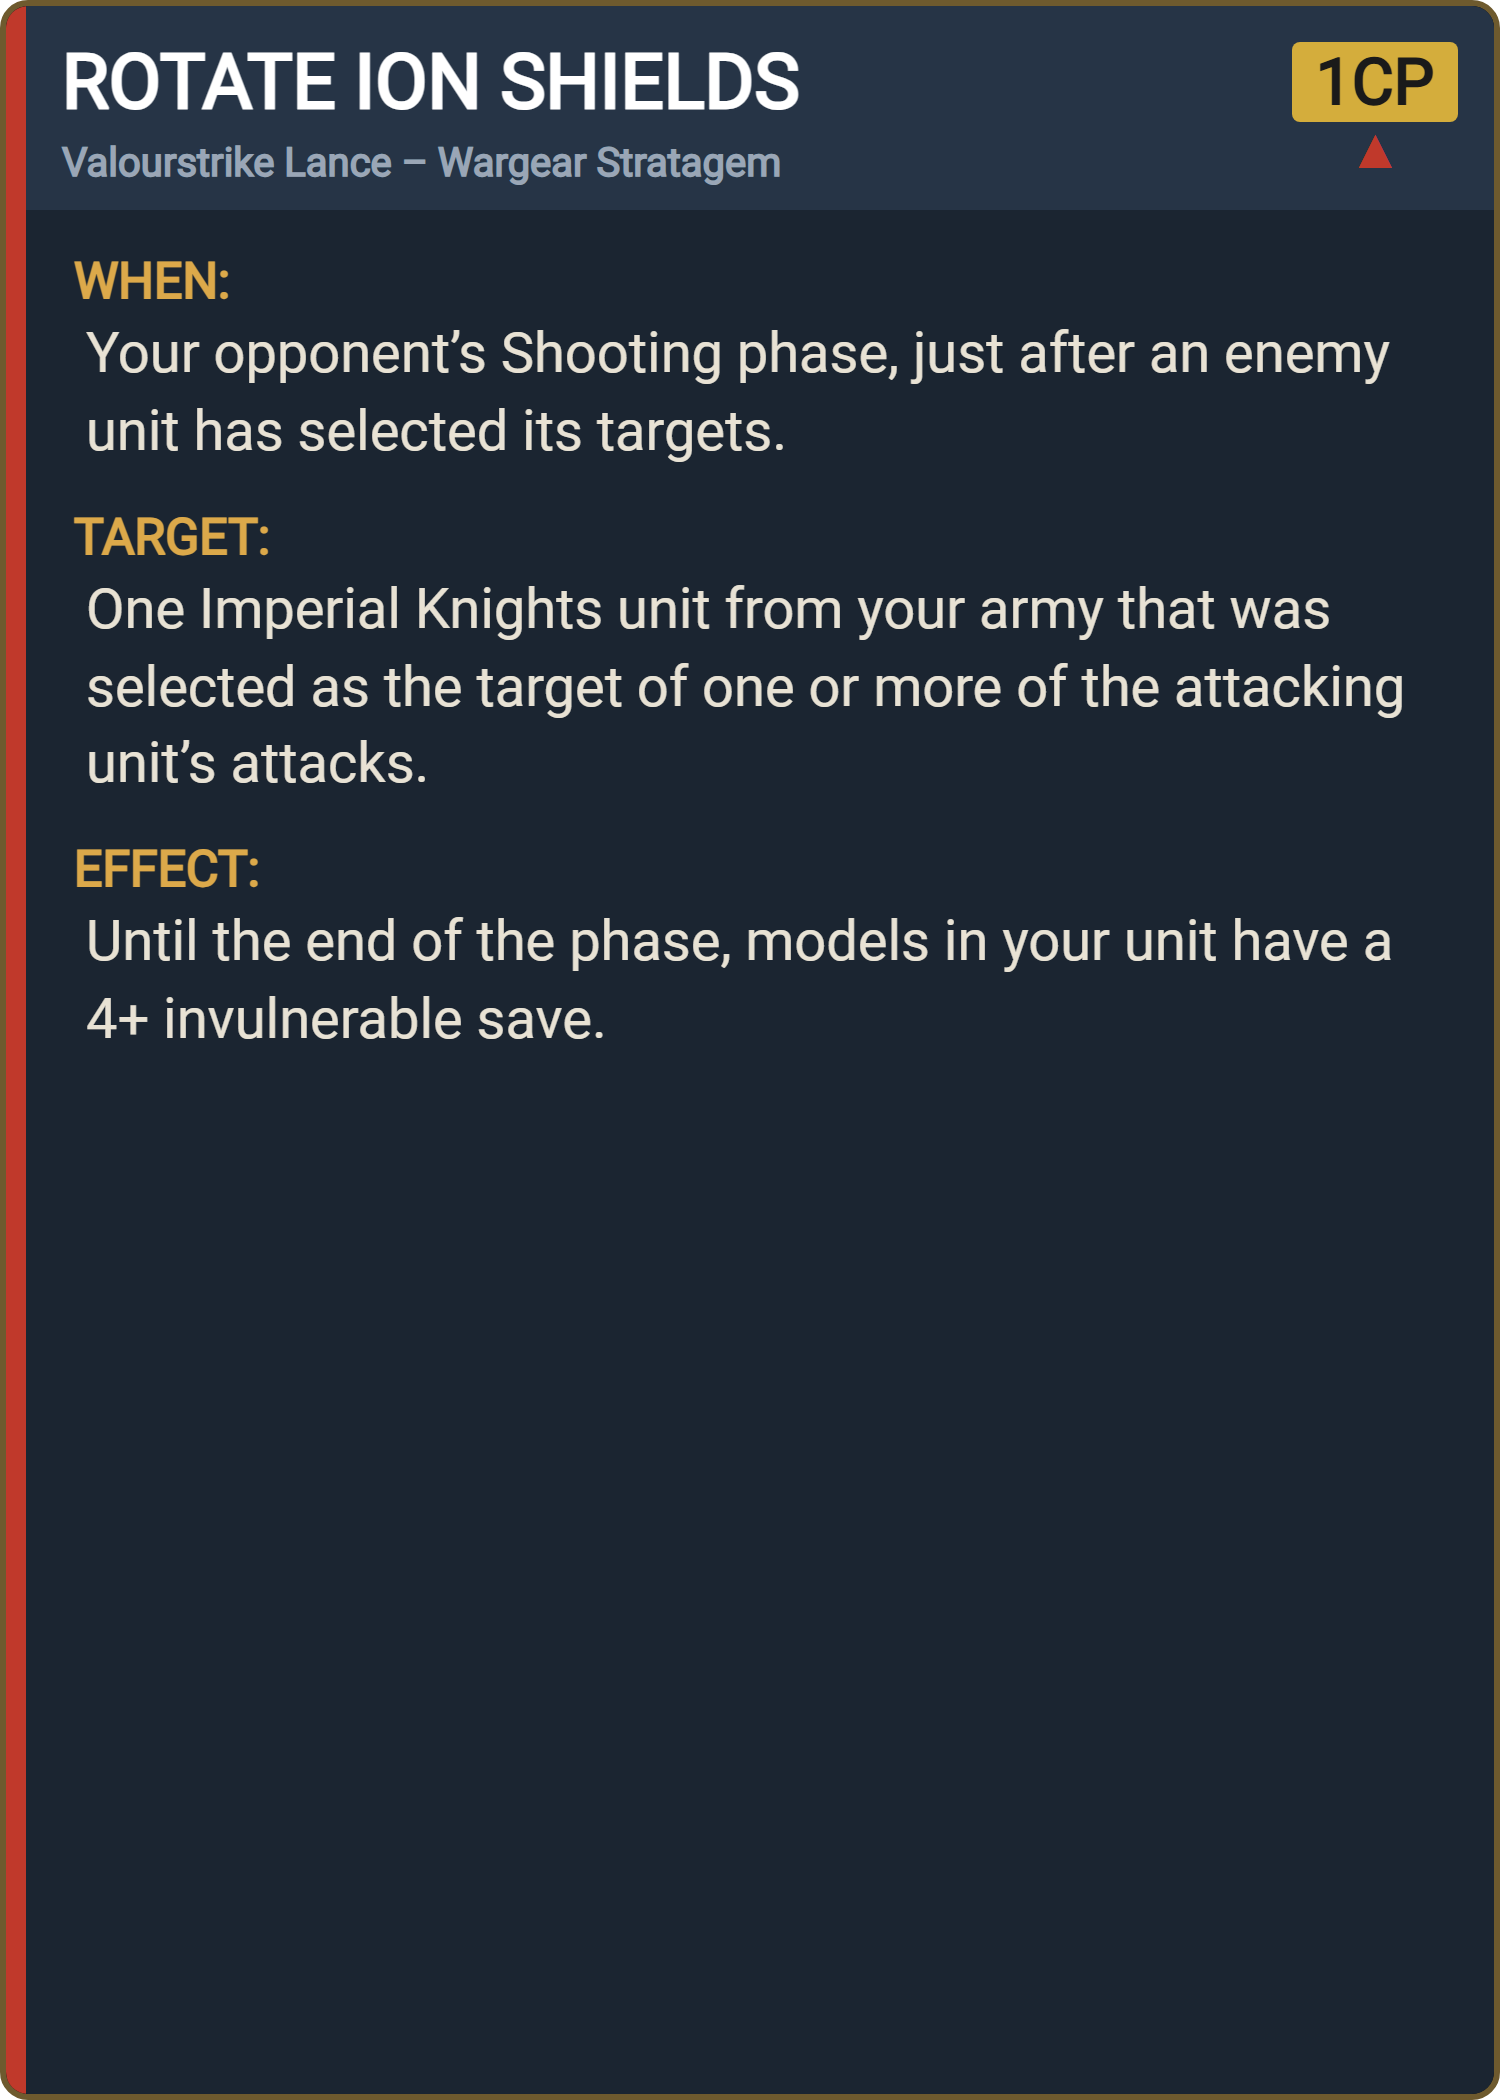 ROTATE ION SHIELDS
1CP
Valourstrike Lance – Wargear Stratagem
WHEN:
Your opponent’s Shooting phase, just after an enemy
unit has selected its targets.
TARGET:
One Imperial Knights unit from your army that was
selected as the target of one or more of the attacking
unit’s attacks.
EFFECT:
Until the end of the phase, models in your unit have a
4+ invulnerable save.